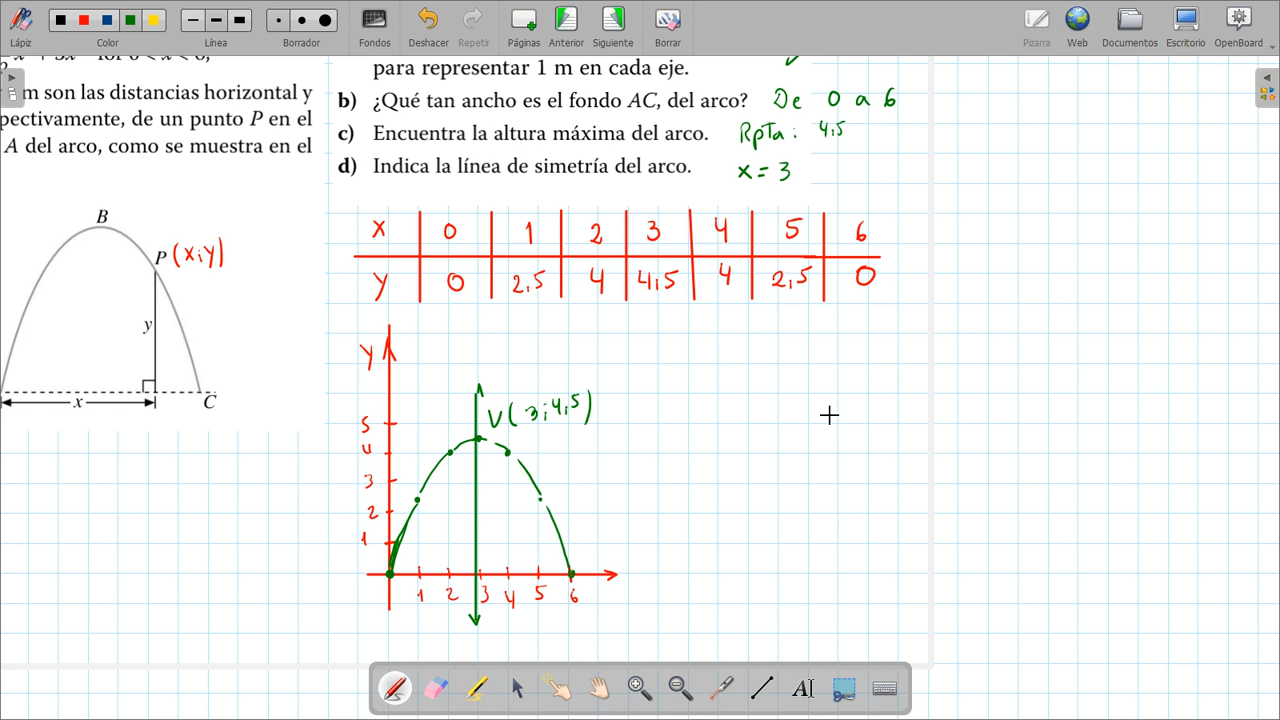 Lápiz
Color
Línea
Borrador
Fondos
Deshacer
Repetir
Páginas
Anterior
Siguiente
Borrar
Pizarra
Web
Documentos
Escritorio
OpenBoard
para representar 1 m en cada eje.
m son las distancias horizontal y
pectivamente, de un punto P en el
A del arco, como se muestra en el
b) ¿Qué tan ancho es el fondo AC, del arco? De 0 a 6
c) Encuentra la altura máxima del arco. Rpta: 4,5
d) Indica la línea de simetría del arco. x = 3
B
P (x;y)
y
x
C
X 0 1 2 3 4 5 6
Y 0 2,5 4 4,5 4 2,5 0
Y
V(3;4,5)
5
4
3
2
1
1 2 3 4 5 6
AI